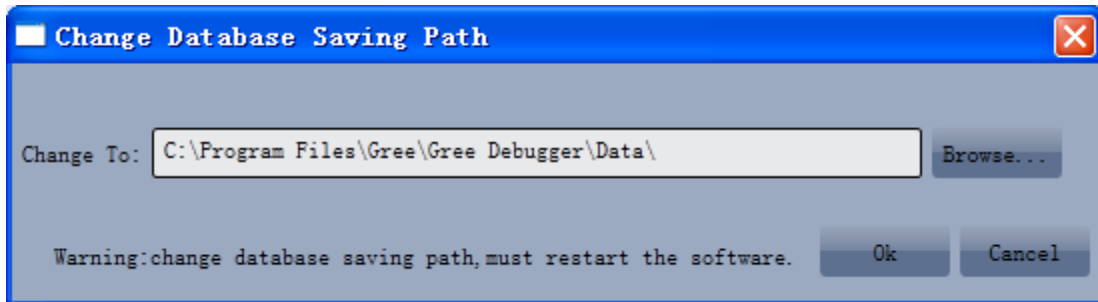 Change Database Saving Path
Change To: C:\Program Files\Gree\Gree Debugger\Data\ Browse...
Warning:change database saving path,must restart the software. Ok Cancel